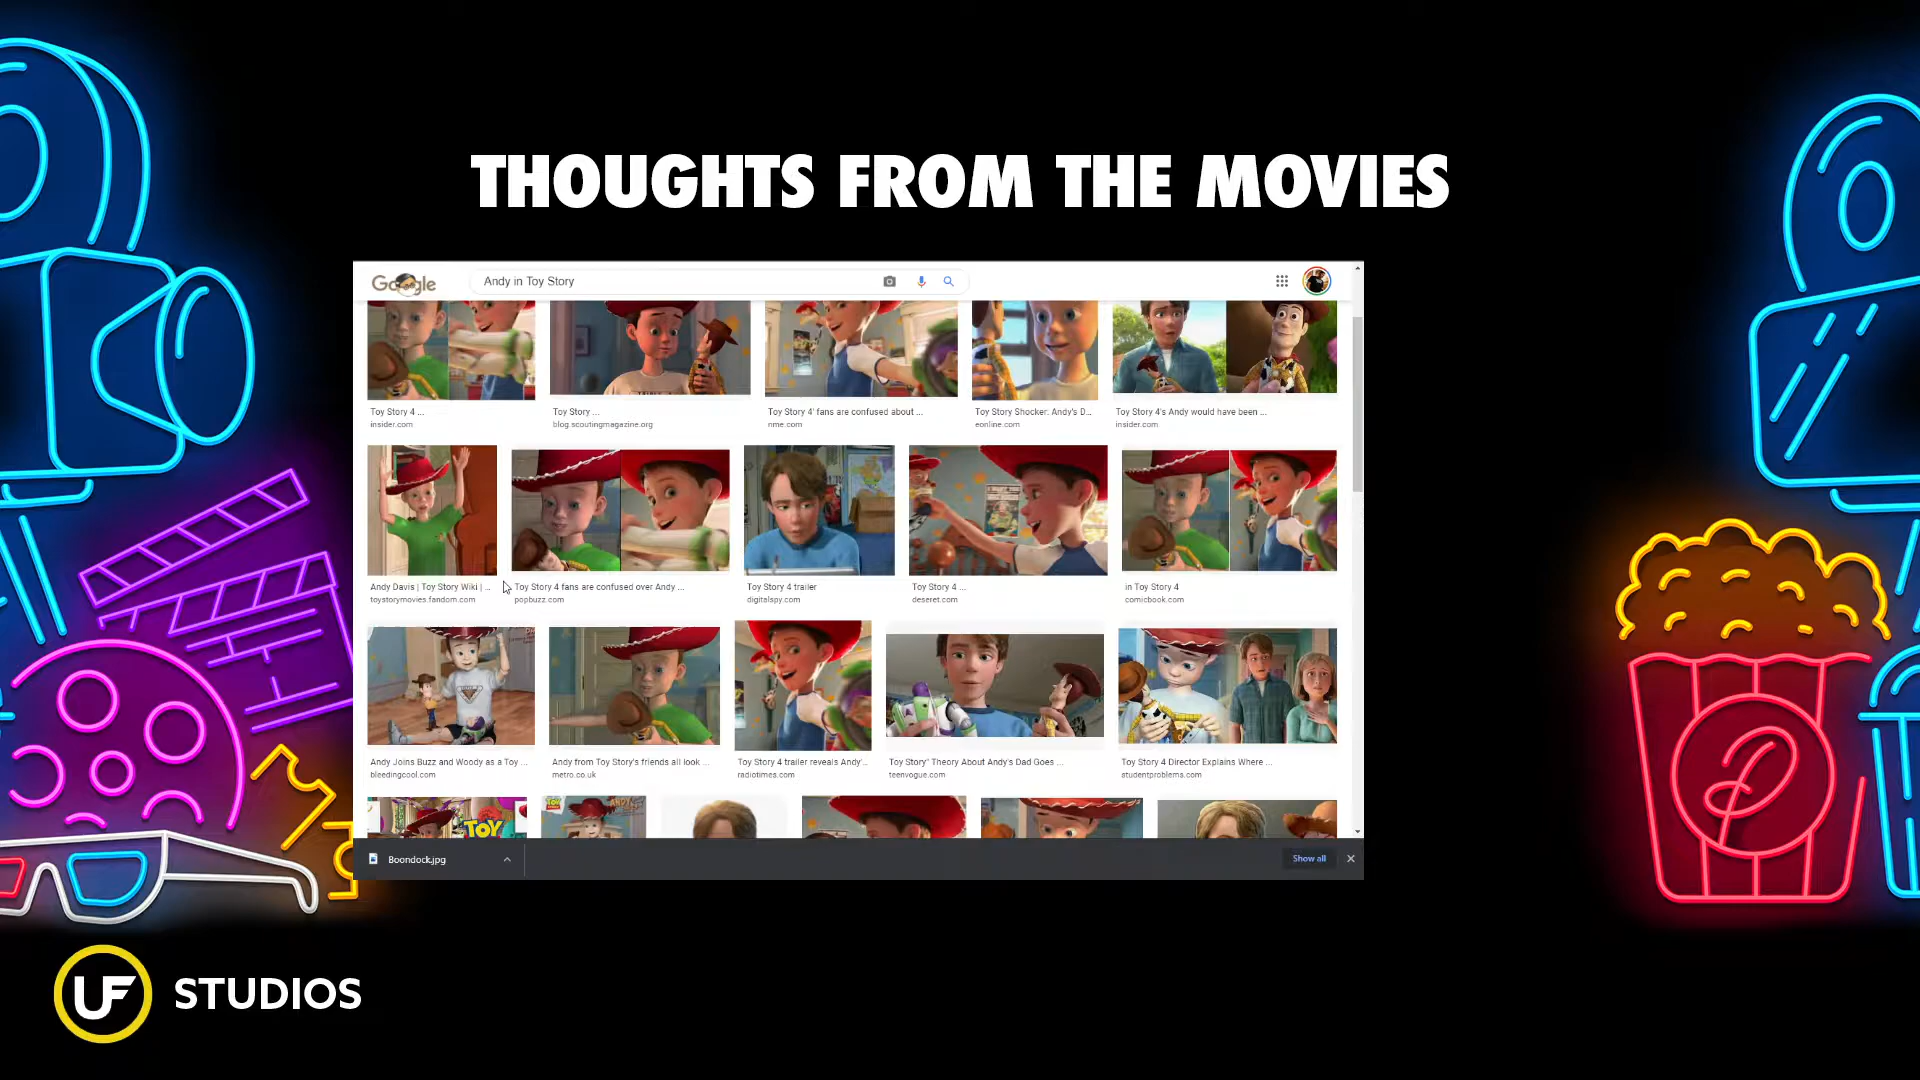 THOUGHTS FROM THE MOVIES
Google
Andy in Toy Story
Toy Story 4 ...
insider.com
Toy Story ...
blog.scoutingmagazine.org
Toy Story 4' fans are confused about ...
nme.com
Toy Story Shocker: Andy's D...
eonline.com
Toy Story 4's Andy would have been ...
insider.com
Andy Davis | Toy Story Wiki | ...
toystorymovies.fandom.com
Toy Story 4 fans are confused over Andy ...
popbuzz.com
Toy Story 4 trailer
digitalspy.com
Toy Story 4 ...
deseret.com
in Toy Story 4
comicbook.com
Andy Joins Buzz and Woody as a Toy ...
bleedingcool.com
Andy from Toy Story's friends all look ...
metro.co.uk
Toy Story 4 trailer reveals Andy'...
radiotimes.com
Toy Story" Theory About Andy's Dad Goes ...
teenvogue.com
Toy Story 4 Director Explains Where ...
studentproblems.com
TOY
Boondock.jpg
Show all
UF STUDIOS